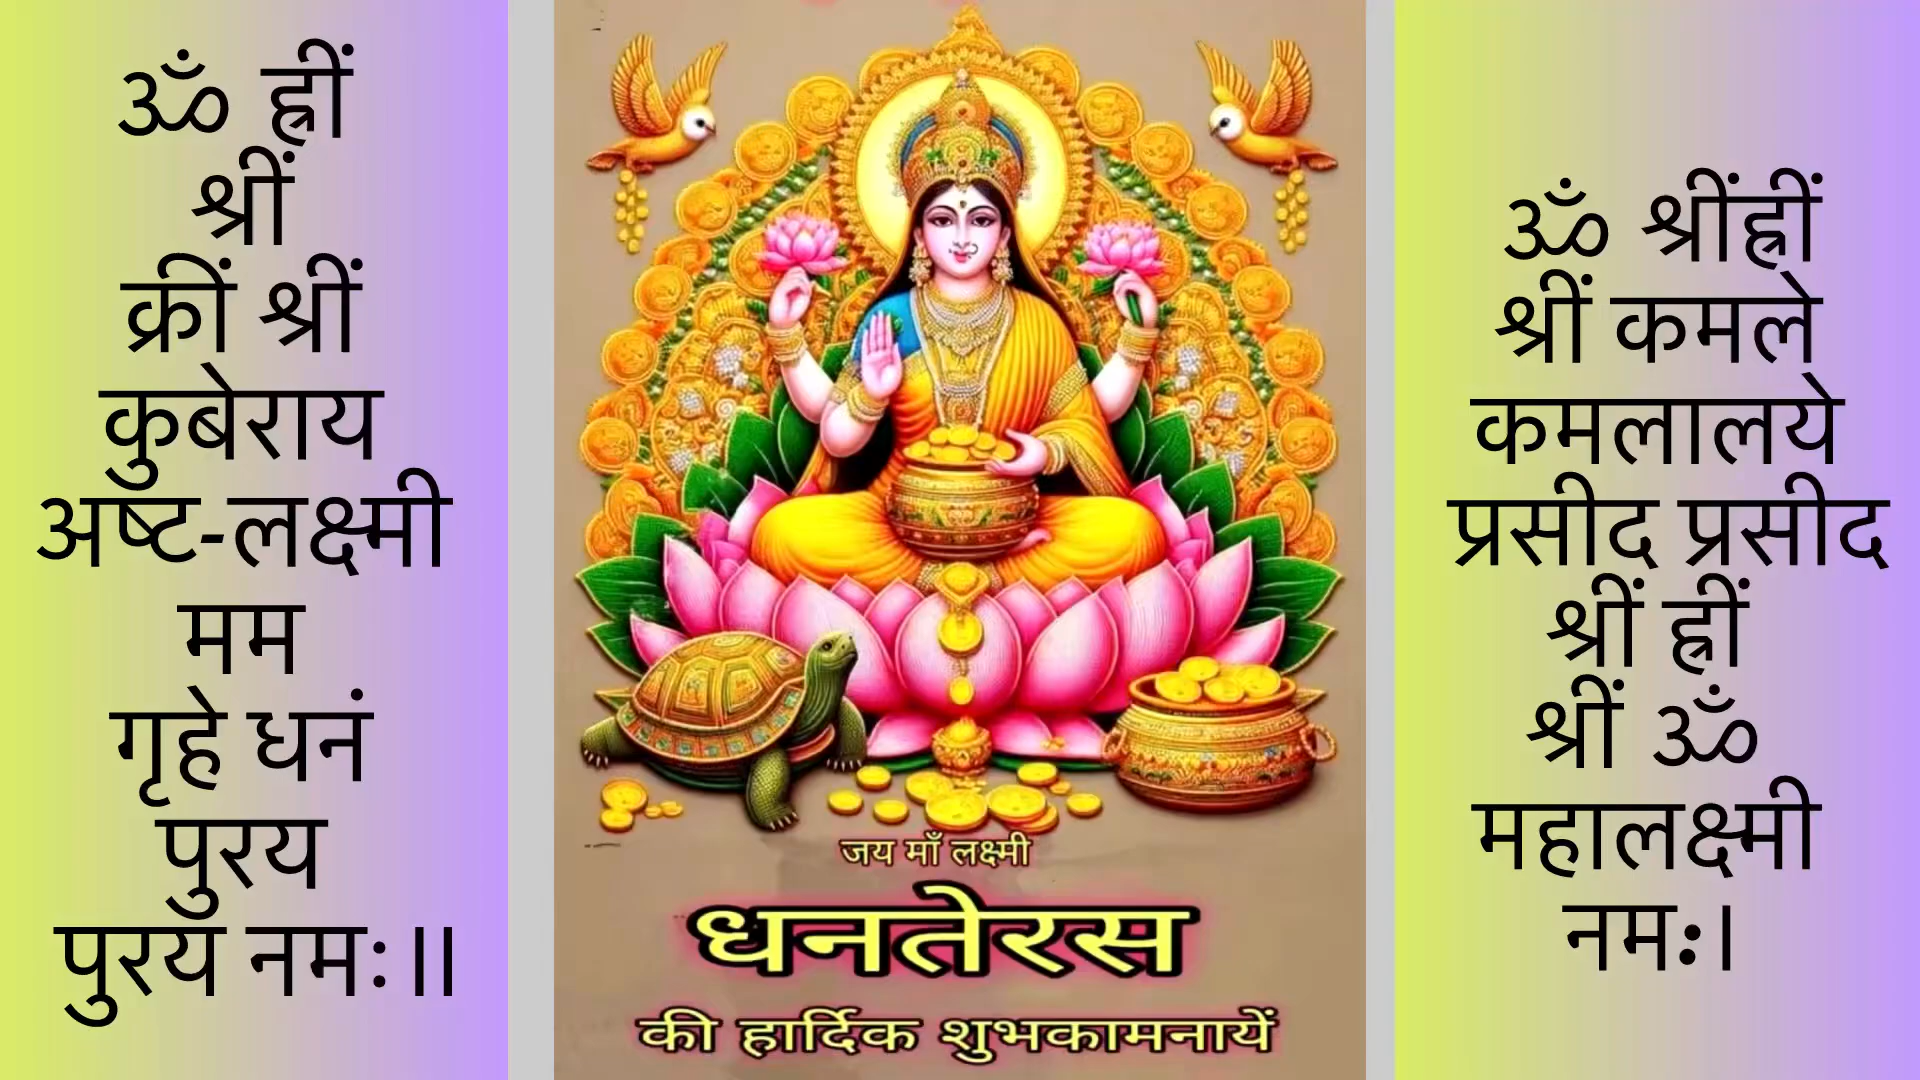 ॐ ह्रीं
श्रीं
क्रीं श्रीं
कुबेराय
अष्ट-लक्ष्मी
मम
गृहे धनं
पुरय
पुरय नमः॥
जय माँ लक्ष्मी
धनतेरस
की हार्दिक शुभकामनायें
ॐ श्रींह्रीं
श्रीं कमले
कमलालये
प्रसीद प्रसीद
श्रीं ह्रीं
श्रीं ॐ
महालक्ष्मी
नमः।